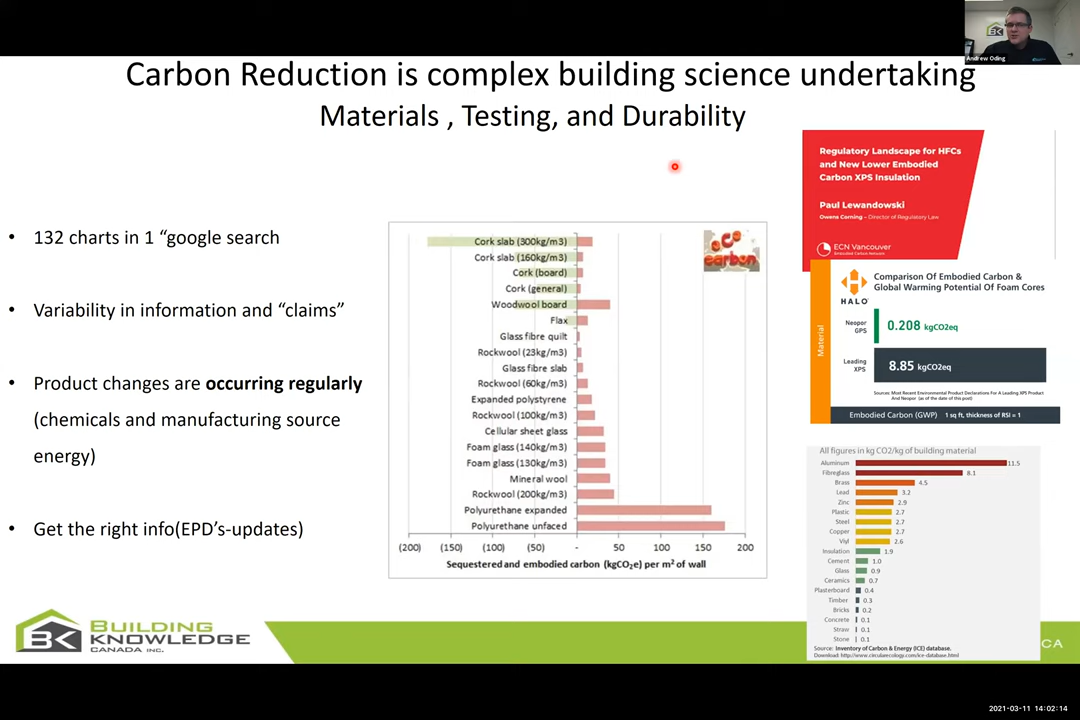 Andrew Oding
Carbon Reduction is complex building science undertaking
Materials , Testing, and Durability
• 132 charts in 1 “google search
• Variability in information and “claims”
• Product changes are occurring regularly
(chemicals and manufacturing source
energy)
• Get the right info(EPD’s-updates)
Cork slab (300kg/m3)
Cork slab (160kg/m3)
Cork (board)
Cork (general)
Woodwool board
Flax
Glass fibre quilt
Rockwool (23kg/m3)
Glass fibre slab
Rockwool (60kg/m3)
Expanded polystyrene
Rockwool (100kg/m3)
Cellular sheet glass
Foam glass (140kg/m3)
Foam glass (130kg/m3)
Mineral wool
Rockwool (200kg/m3)
Polyurethane expanded
Polyurethane unfaced
(200) (150) (100) (50) - 50 100 150 200
Sequestered and embodied carbon (kgCO2e) per m2 of wall
eCO
carbon
Regulatory Landscape for HFCs
and New Lower Embodied
Carbon XPS Insulation
Paul Lewandowski
Owens Corning – Director of Regulatory Law
ECN Vancouver
Embodied Carbon Network
Material
HALO
Comparison Of Embodied Carbon &
Global Warming Potential Of Foam Cores
Neopor
GPS
0.208 kgCO2eq
Leading
XPS
8.85 kgCO2eq
Sources: Most Recent Environmental Product Declarations For A Leading XPS Product
And Neopor (as of the date of this post)
Embodied Carbon (GWP) 1 sq ft, thickness of RSI = 1
All figures in kg CO2/kg of building material
Aluminum 11.5
Fibreglass 8.1
Brass 4.5
Lead 3.2
Zinc 2.9
Plastic 2.7
Steel 2.7
Copper 2.7
Viyl 2.6
Insulation 1.9
Cement 1.0
Glass 0.9
Ceramics 0.7
Plasterboard 0.4
Timber 0.3
Bricks 0.2
Concrete 0.1
Straw 0.1
Stone 0.1
Source: Inventory of Carbon & Energy (ICE) database.
Download: http://www.circularecology.com/ice-database.html
BK
BUILDING
KNOWLEDGE
CANADA INC.
CA
2021-03-11 14:02:14